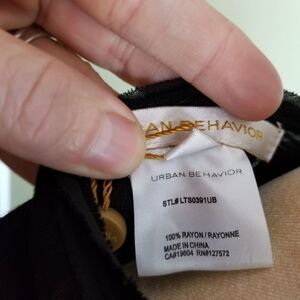 AN BEHAVIOR
URBAN BEHAVIOR
STL# LTS0391UB
100% RAYON/RAYONNE
MADE IN CHINA
CA#19604 RN#127572